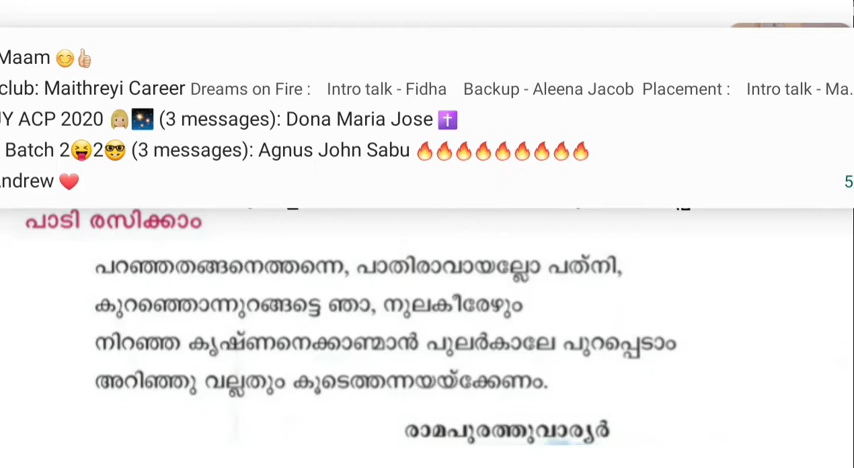 Maam 😊👍🏼
club: Maithreyi Career Dreams on Fire : Intro talk - Fidha Backup - Aleena Jacob Placement : Intro talk - Ma.
Y ACP 2020 👩🏼🌠 (3 messages): Dona Maria Jose ✝️
Batch 2😝2😎 (3 messages): Agnus John Sabu 🔥🔥🔥🔥🔥🔥🔥🔥🔥
ndrew ❤️ 5
പാടി രസിക്കാം
പറഞ്ഞതങ്ങനെത്തന്നെ, പാതിരാവായല്ലോ പത്നി,
കുറഞ്ഞൊന്നുറങ്ങട്ടെ ഞാ, നുലകീരേഴും
നിറഞ്ഞ കൃഷ്ണനെക്കാണ്മാൻ പുലർകാലേ പുറപ്പെടാം
അറിഞ്ഞു വല്ലതും കൂടെത്തന്നയയ്ക്കേണം.
രാമപുരത്തുവാര്യർ